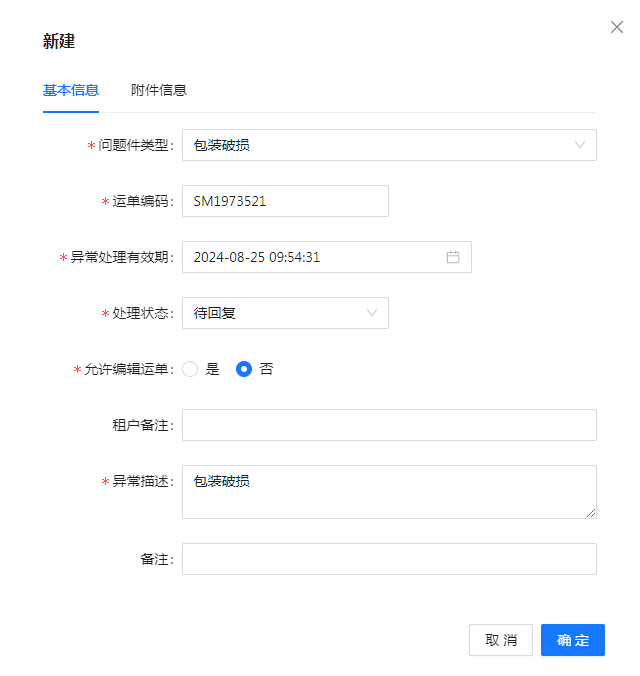 新建
基本信息 附件信息
* 问题件类型: 包装破损
* 运单编码: SM1973521
* 异常处理有效期: 2024-08-25 09:54:31
* 处理状态: 待回复
* 允许编辑运单: 是 否
租户备注:
* 异常描述: 包装破损
备注:
取 消 确 定